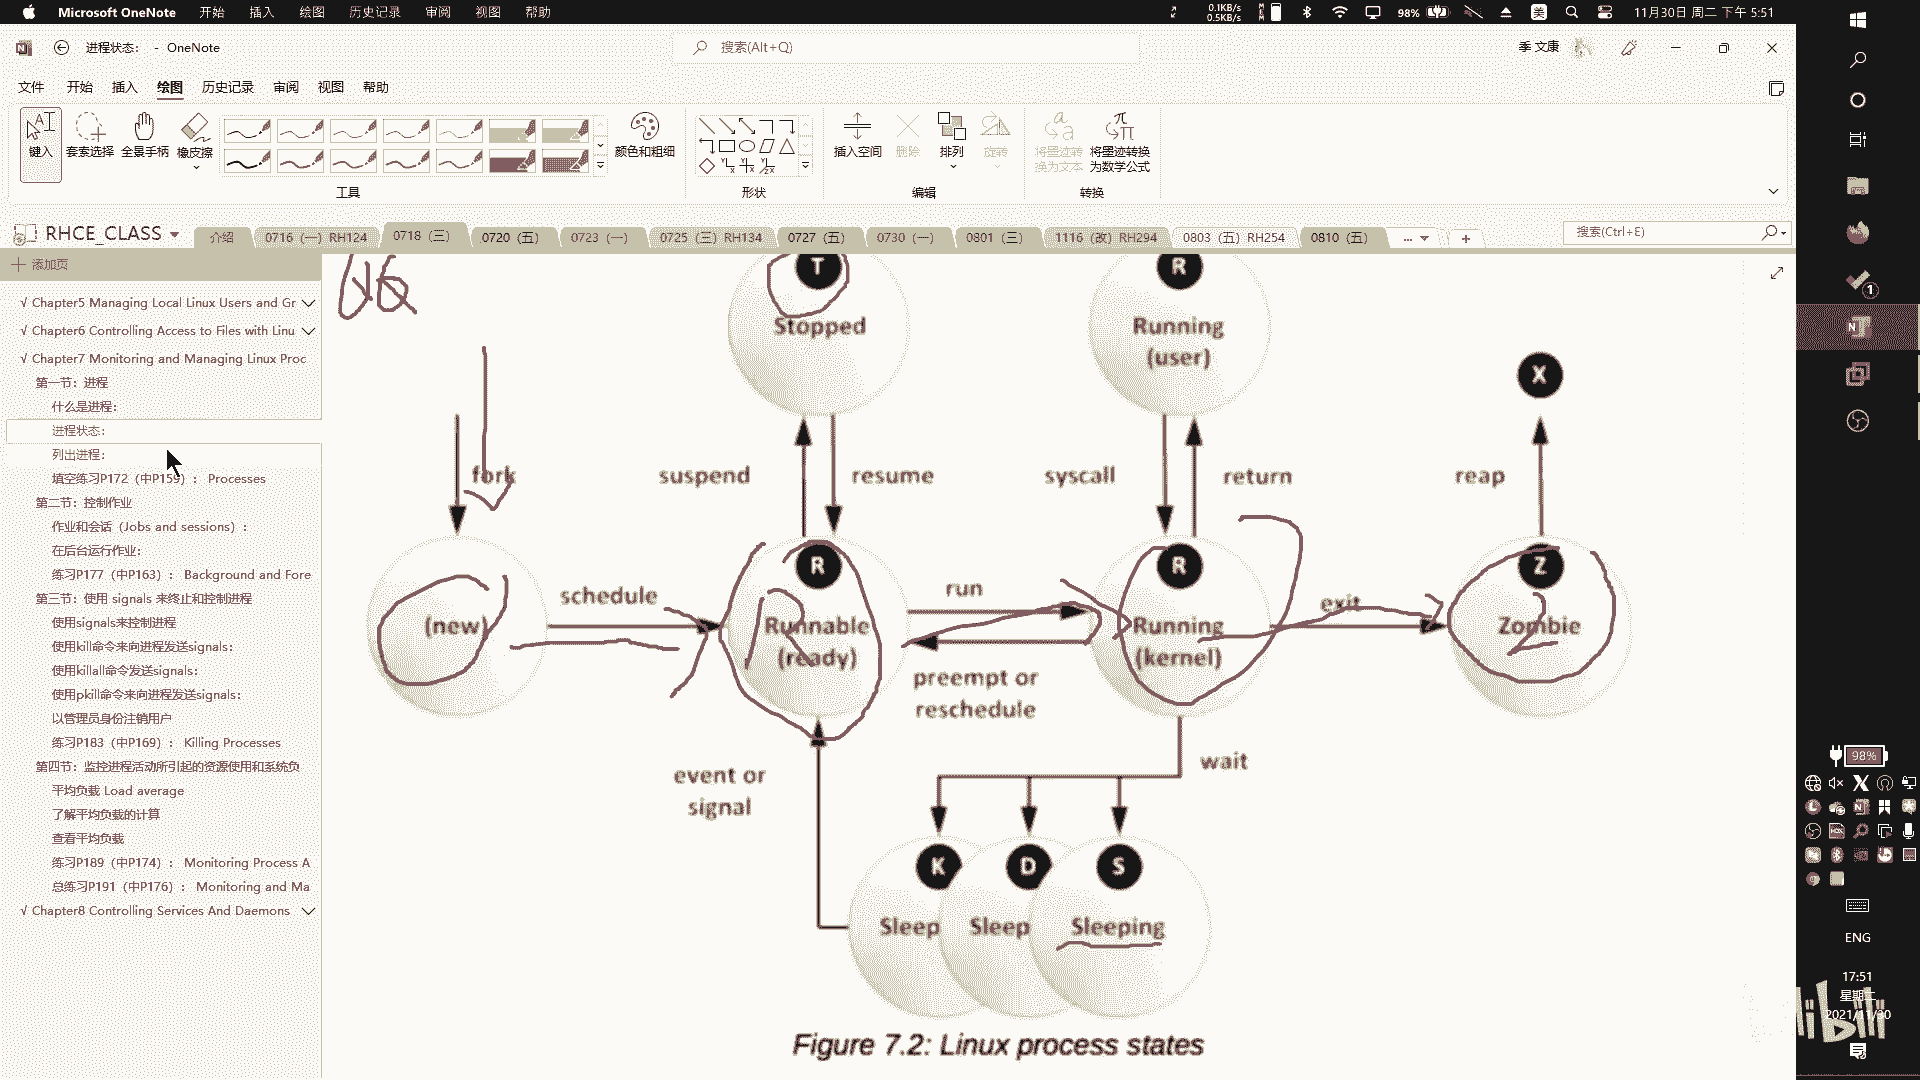 Microsoft OneNote 开始 插入 绘图 历史记录 审阅 视图 帮助
0.1KB/s
0.5KB/s
98% 美 11月30日 周二 下午 5:51
进程状态: - OneNote
搜索(Alt+Q)
季 文康
文件 开始 插入 绘图 历史记录 审阅 视图 帮助
键入 套索选择 全景手柄 橡皮擦 颜色和粗细 插入空间 删除 排列 旋转 将墨迹转换为文本 将墨迹转换为数学公式
工具 形状 编辑 转换
RHCE_CLASS
介绍 0716 (一) RH124 0718 (三) 0720 (五) 0723 (一) 0725 (三) RH134 0727 (五) 0730 (一) 0801 (三) 1116 (改) RH294 0803 (五) RH254 0810 (五) ...
搜索(Ctrl+E)
添加页
√ Chapter5 Managing Local Linux Users and Gr
√ Chapter6 Controlling Access to Files with Linu
√ Chapter7 Monitoring and Managing Linux Proc
第一节：进程
什么是进程:
进程状态:
列出进程:
填空练习P172（中P159）： Processes
第二节：控制作业
作业和会话（Jobs and sessions）:
在后台运行作业:
练习P177（中P163）： Background and Fore
第三节：使用 signals 来终止和控制进程
使用signals来控制进程
使用kill命令来向进程发送signals:
使用killall命令发送signals:
使用pkill命令来向进程发送signals:
以管理员身份注销用户
练习P183（中P169）： Killing Processes
第四节：监控进程活动所引起的资源使用和系统负
平均负载 Load average
了解平均负载的计算
查看平均负载
练习P189（中P174）： Monitoring Process A
总练习P191（中P176）： Monitoring and Ma
√ Chapter8 Controlling Services And Daemons
T
Stopped
R
Running
(user)
X
fork
suspend
resume
syscall
return
reap
(new)
schedule
R
Runnable
(ready)
run
preempt or
reschedule
R
Running
(kernel)
exit
Z
Zombie
event or
signal
wait
K
D
S
Sleep
Sleep
Sleeping
Figure 7.2: Linux process states
1
98%
ENG
17:51
星期二
2021/11/30